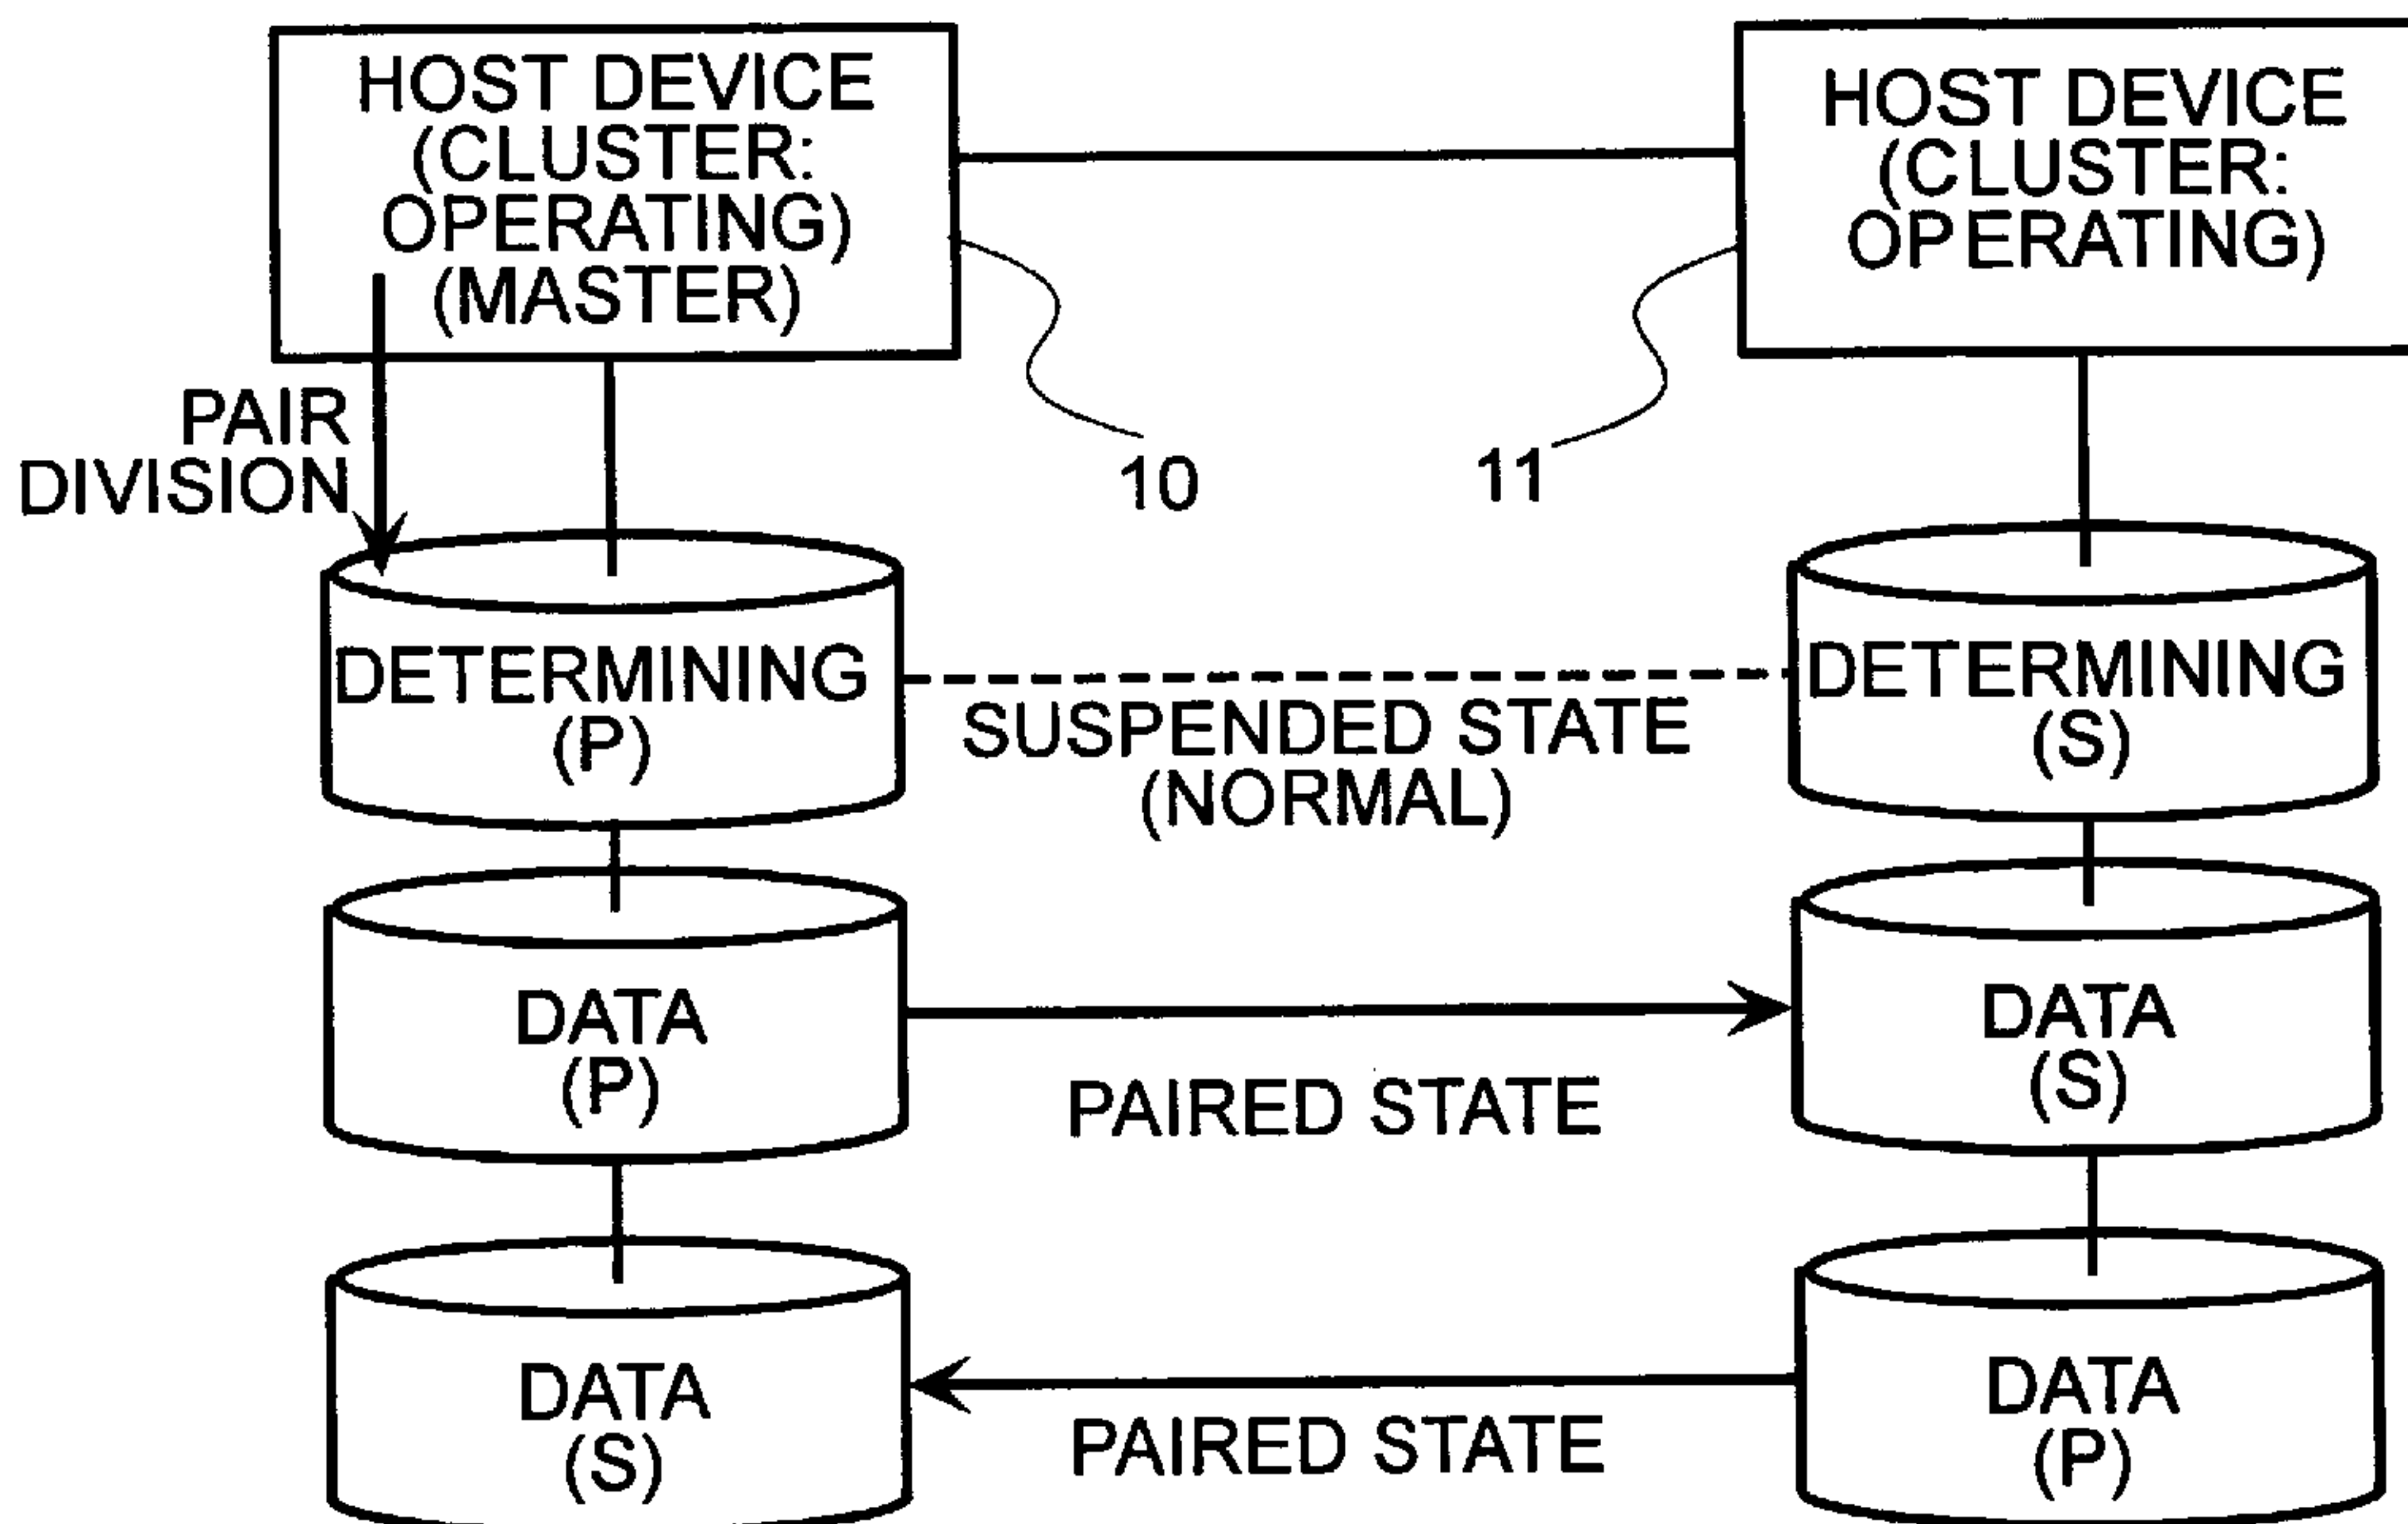 HOST DEVICE
(CLUSTER:
OPERATING)
(MASTER)
HOST DEVICE
(CLUSTER:
OPERATING)
PAIR
DIVISION
10
11
DETERMINING
(P)
SUSPENDED STATE
(NORMAL)
DETERMINING
(S)
DATA
(P)
PAIRED STATE
DATA
(S)
DATA
(S)
PAIRED STATE
DATA
(P)